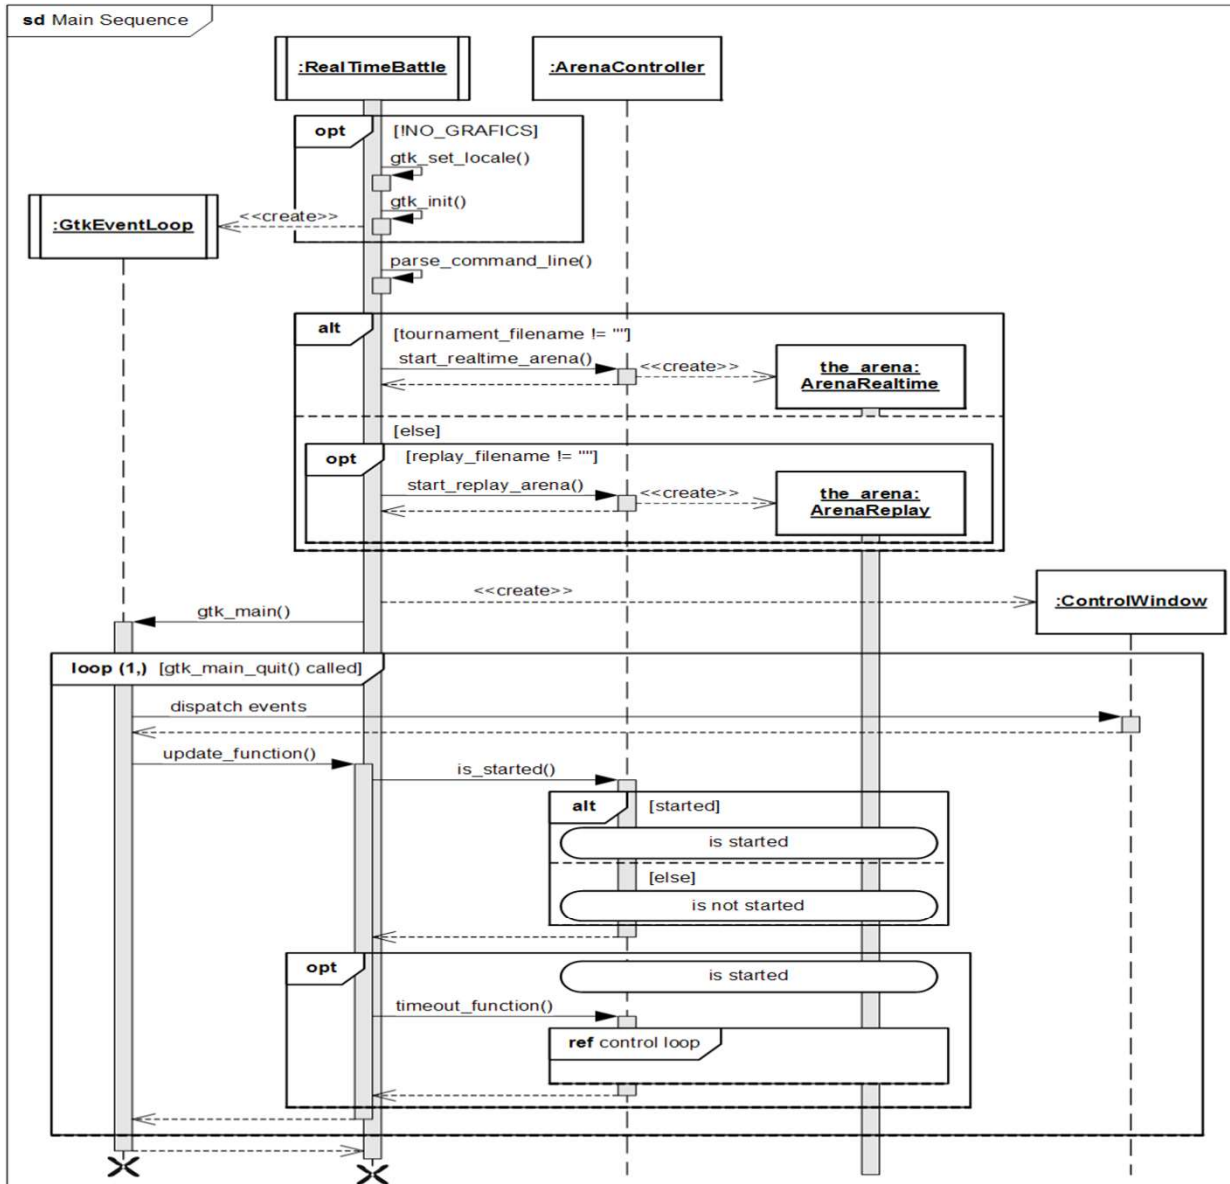 sd Main Sequence
:RealTimeBattle
:ArenaController
opt
[!NO_GRAFICS]
gtk_set_locale()
gtk_init()
:GtkEventLoop
<<create>>
parse_command_line()
alt
[tournament_filename != ""]
start_realtime_arena()
<<create>>
the_arena:
ArenaRealtime
[else]
opt
[replay_filename != ""]
start_replay_arena()
<<create>>
the_arena:
ArenaReplay
<<create>>
:ControlWindow
gtk_main()
loop (1,) [gtk_main_quit() called]
dispatch events
update_function()
is_started()
alt
[started]
is started
[else]
is not started
opt
is started
timeout_function()
ref control loop